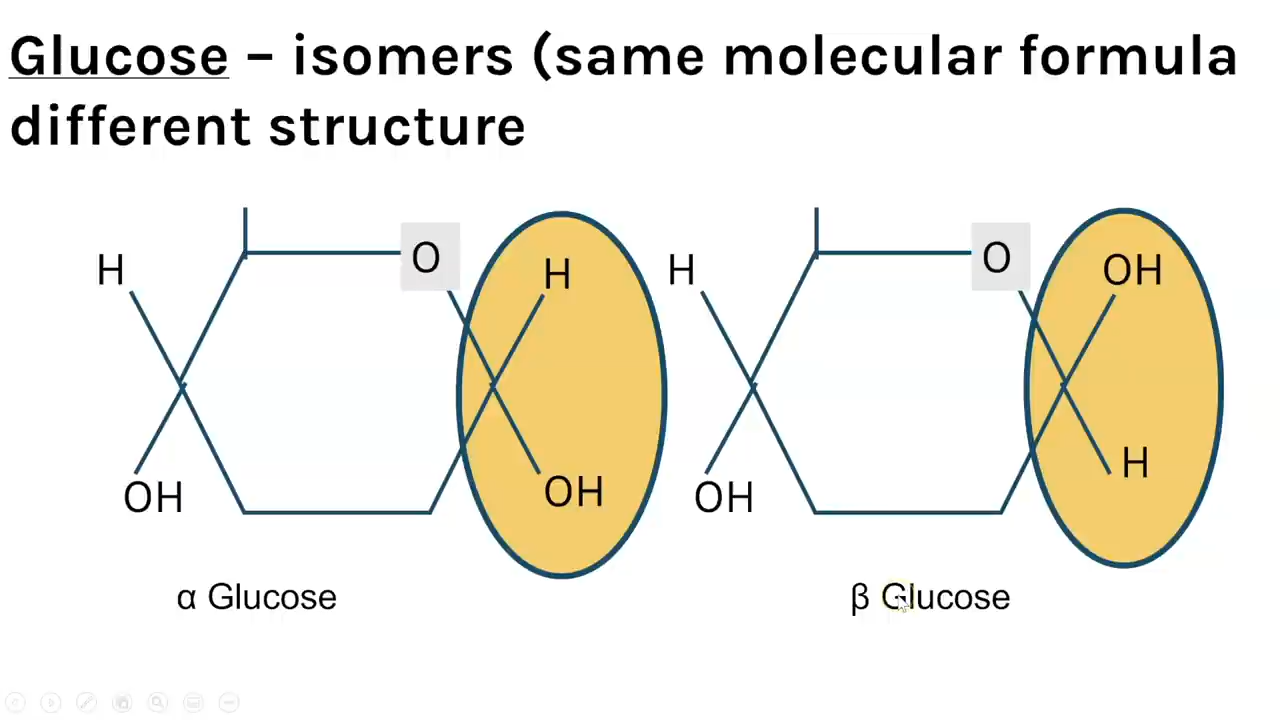 Glucose – isomers (same molecular formula
different structure
H
O
H
OH
OH
H
O
OH
OH
H
α Glucose
β Glucose